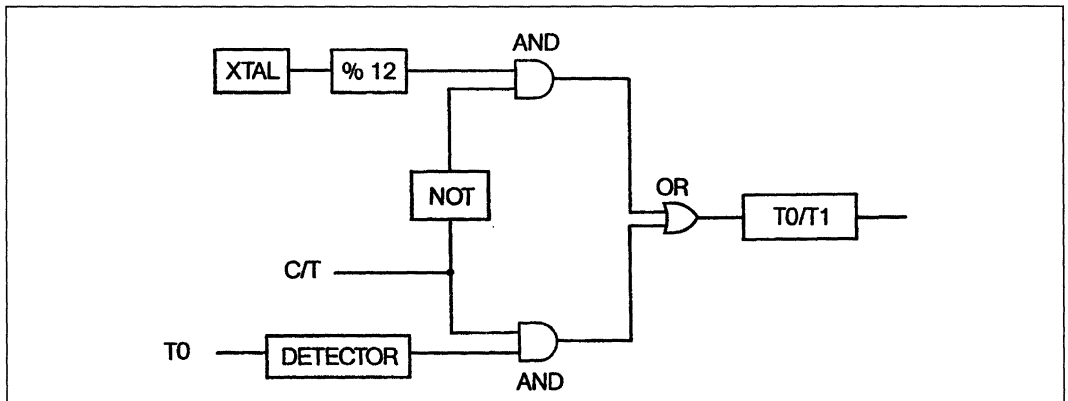 AND
XTAL
% 12
NOT
OR
T0/T1
C/T
T0
DETECTOR
AND